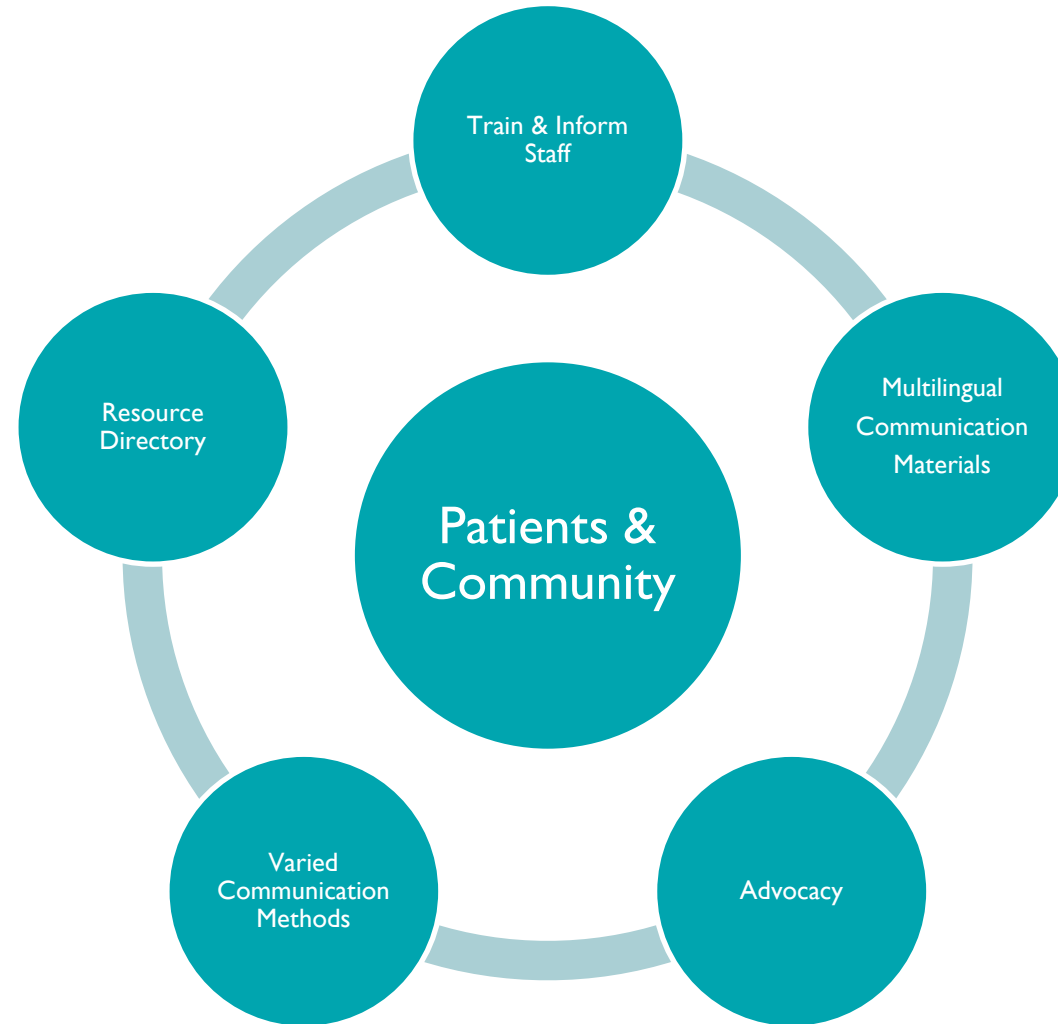 Train & Inform
Staff
Multilingual
Communication
Materials
Resource
Directory
Patients &
Community
Varied
Communication
Methods
Advocacy